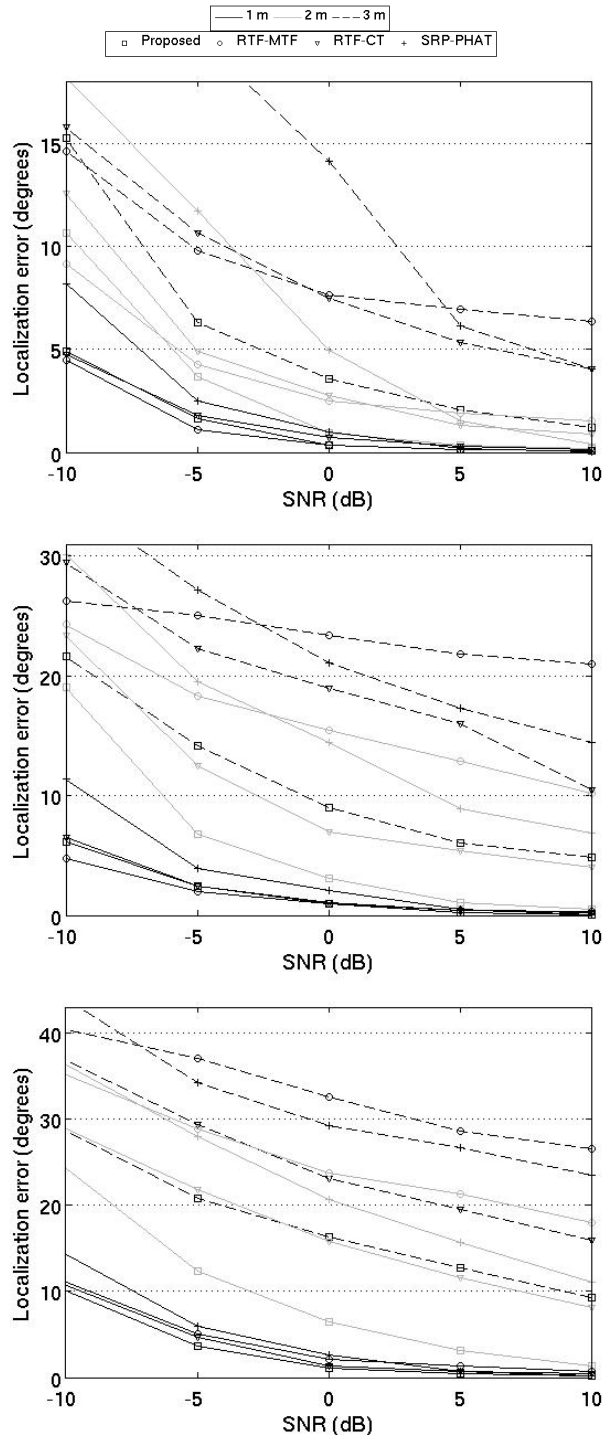 1 m 2 m 3 m
Proposed RTF-MTF RTF-CT SRP-PHAT
Localization error (degrees)
15
10
5
0
-10 -5 0 5 10
SNR (dB)
Localization error (degrees)
30
20
10
0
-10 -5 0 5 10
SNR (dB)
Localization error (degrees)
40
30
20
10
0
-10 -5 0 5 10
SNR (dB)